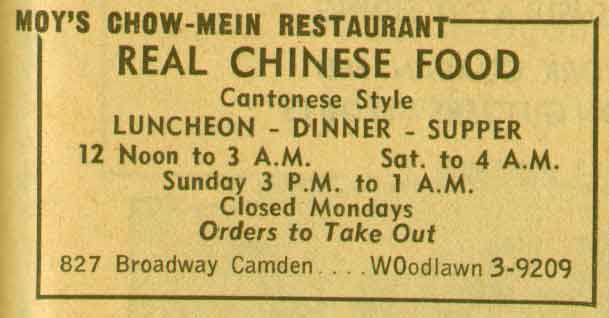 MOY'S CHOW-MEIN RESTAURANT
REAL CHINESE FOOD
Cantonese Style
LUNCHEON - DINNER - SUPPER
12 Noon to 3 A.M. Sat. to 4 A.M.
Sunday 3 P.M. to 1 A.M.
Closed Mondays
Orders to Take Out
827 Broadway Camden .... WOodlawn 3-9209